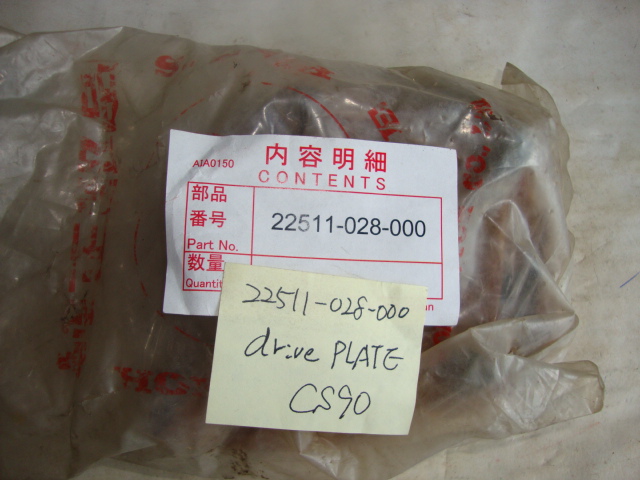 AIA0150
内容明細
CONTENTS
部品
番号
Part No.
22511-028-000
数量
Quantit
22511-028-000
drive PLATE
CS90